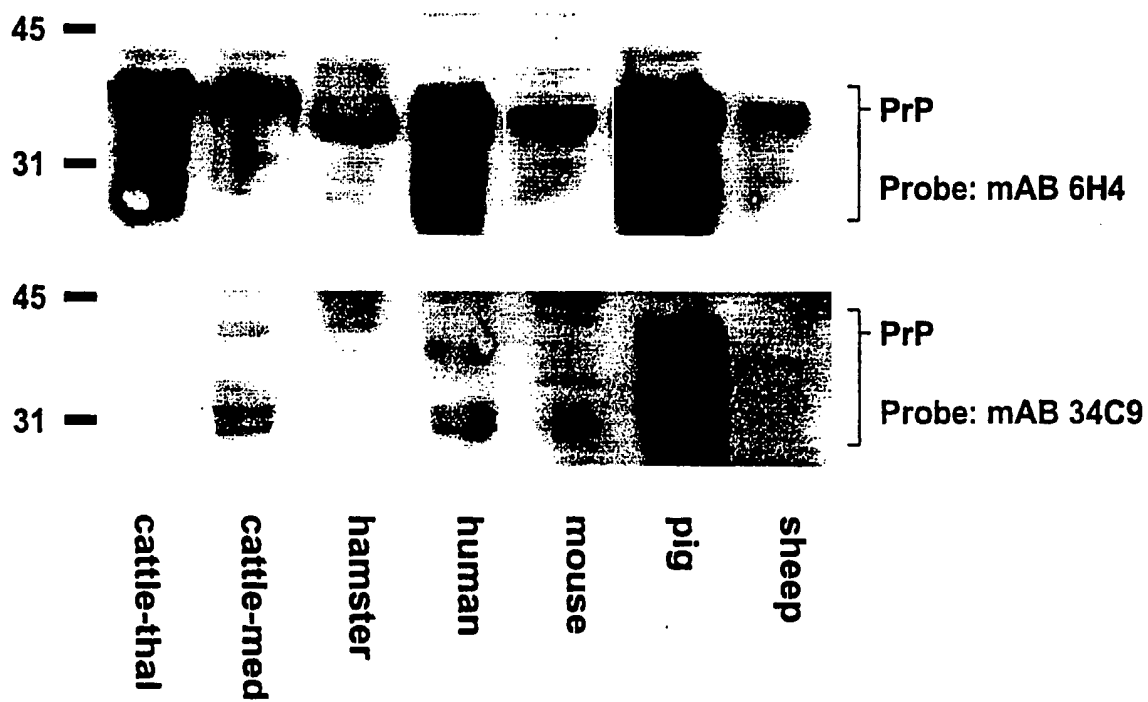 45
PrP
31
Probe: mAB 6H4
45
PrP
31
Probe: mAB 34C9
cattle-thal
cattle-med
hamster
human
mouse
pig
sheep